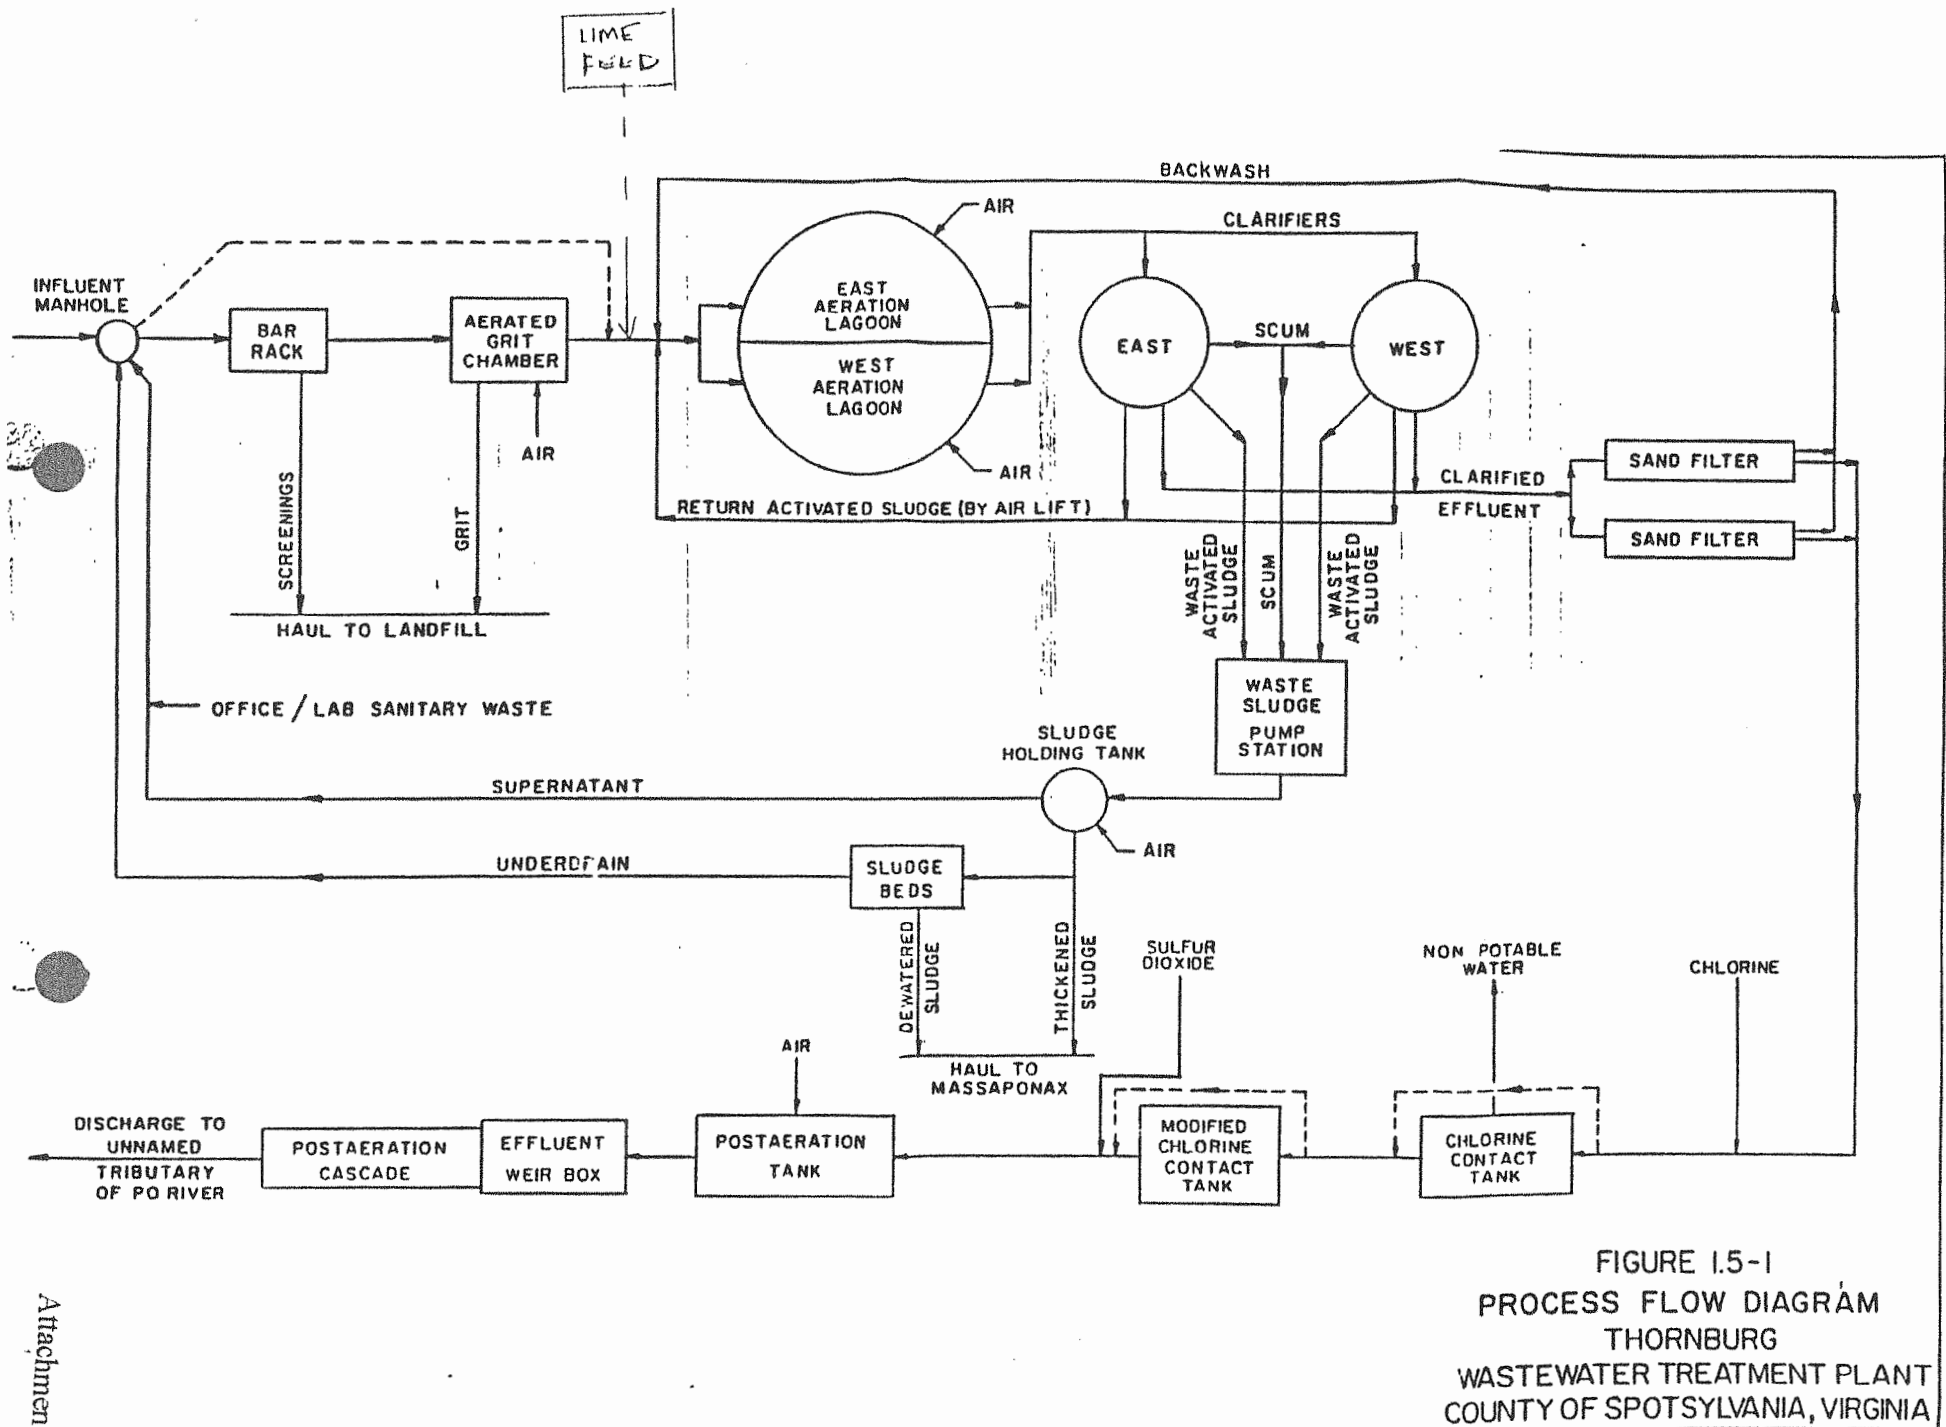 LIME
FEED
BACKWASH
AIR
CLARIFIERS
INFLUENT
MANHOLE
BAR
RACK
AERATED
GRIT
CHAMBER
EAST
AERATION
LAGOON
WEST
AERATION
LAGOON
EAST
SCUM
WEST
AIR
AIR
SCREENINGS
GRIT
RETURN ACTIVATED SLUDGE (BY AIR LIFT)
CLARIFIED
EFFLUENT
SAND FILTER
SAND FILTER
WASTE
ACTIVATED
SLUDGE
SCUM
WASTE
ACTIVATED
SLUDGE
HAUL TO LANDFILL
OFFICE / LAB SANITARY WASTE
WASTE
SLUDGE
PUMP
STATION
SLUDGE
HOLDING TANK
SUPERNATANT
AIR
UNDERDRAIN
SLUDGE
BEDS
DEWATERED
SLUDGE
THICKENED
SLUDGE
SULFUR
DIOXIDE
NON POTABLE
WATER
CHLORINE
AIR
HAUL TO
MASSAPONAX
DISCHARGE TO
UNNAMED
TRIBUTARY
OF PO RIVER
POSTAERATION
CASCADE
EFFLUENT
WEIR BOX
POSTAERATION
TANK
MODIFIED
CHLORINE
CONTACT
TANK
CHLORINE
CONTACT
TANK
FIGURE 1.5-1
PROCESS FLOW DIAGRAM
THORNBURG
WASTEWATER TREATMENT PLANT
COUNTY OF SPOTSYLVANIA, VIRGINIA
Attachmen